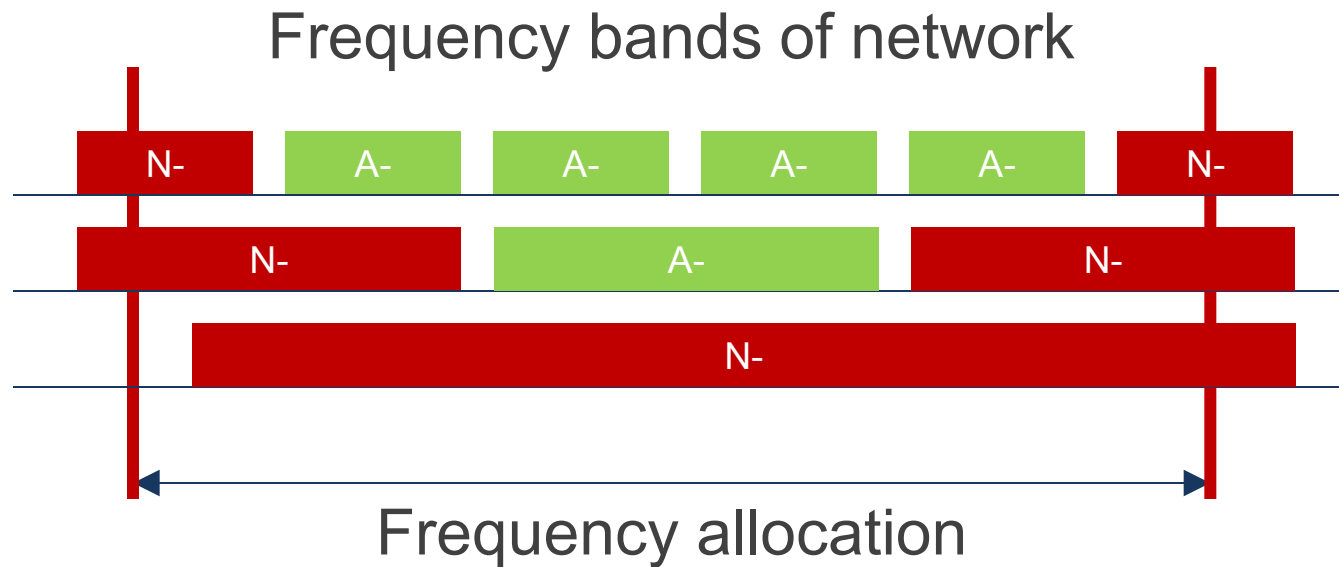 Frequency bands of network
N- A- A- A- A- N-
N- A- N-
N-
Frequency allocation